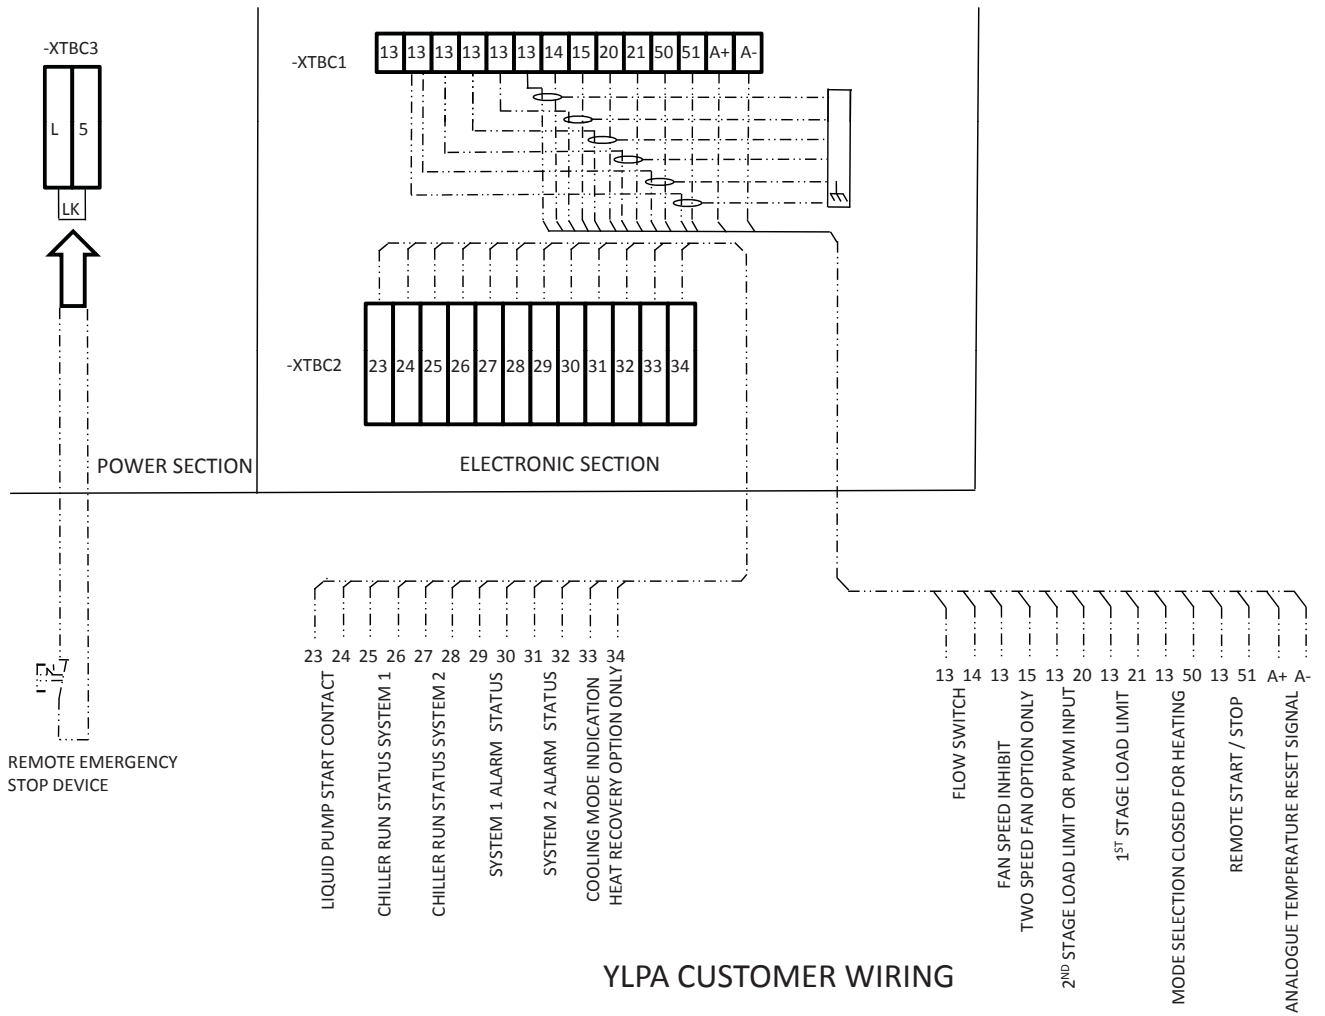 -XTBC3
L 5
LK
-XTBC1
13 13 13 13 13 13 14 15 20 21 50 51 A+ A-
-XTBC2
23 24 25 26 27 28 29 30 31 32 33 34
POWER SECTION
ELECTRONIC SECTION
REMOTE EMERGENCY
STOP DEVICE
23 24 25 26 27 28 29 30 31 32 33 34
LIQUID PUMP START CONTACT
CHILLER RUN STATUS SYSTEM 1
CHILLER RUN STATUS SYSTEM 2
SYSTEM 1 ALARM STATUS
SYSTEM 2 ALARM STATUS
COOLING MODE INDICATION
HEAT RECOVERY OPTION ONLY
13 14 13 15 13 20 13 21 13 50 13 51 A+ A-
FLOW SWITCH
FAN SPEED INHIBIT
TWO SPEED FAN OPTION ONLY
2ND STAGE LOAD LIMIT OR PWM INPUT
1ST STAGE LOAD LIMIT
MODE SELECTION CLOSED FOR HEATING
REMOTE START / STOP
ANALOGUE TEMPERATURE RESET SIGNAL
YLPA CUSTOMER WIRING